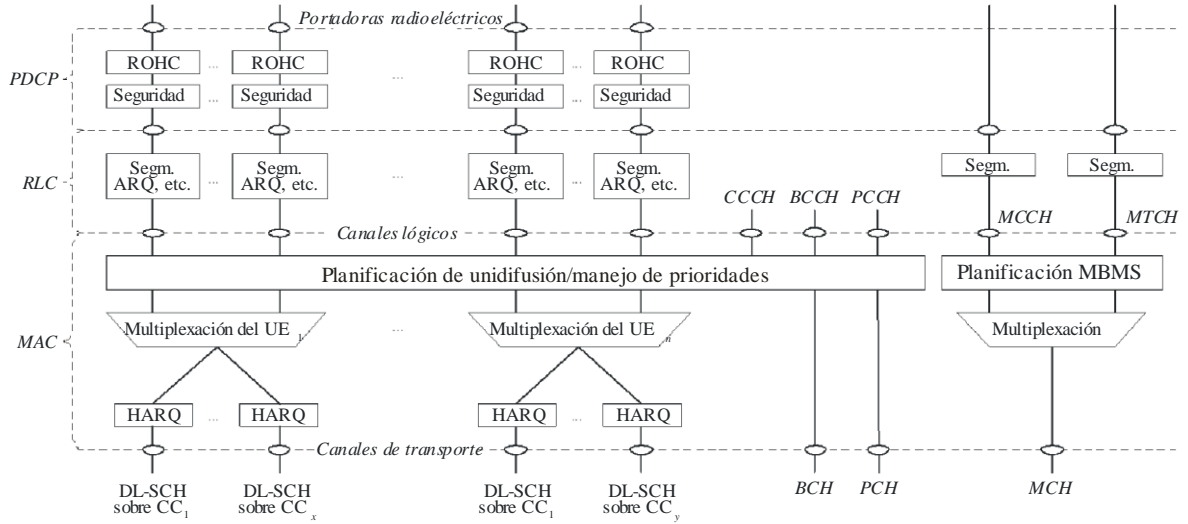 Portadoras radioeléctricos
PDCP
ROHC ... ROHC ... ROHC ... ROHC
Seguridad ... Seguridad Seguridad ... Seguridad
RLC
Segm. ARQ, etc. ... Segm. ARQ, etc. ... Segm. ARQ, etc. ... Segm. ARQ, etc.
Segm. Segm.
CCCH BCCH PCCH MCCH MTCH
Canales lógicos
Planificación de unidifusión/manejo de prioridades
Planificación MBMS
MAC
Multiplexación del UE 1 ... Multiplexación del UE n
Multiplexación
HARQ ... HARQ HARQ ... HARQ
Canales de transporte
DL-SCH sobre CC1
DL-SCH sobre CCx
DL-SCH sobre CC1
DL-SCH sobre CCy
BCH PCH MCH